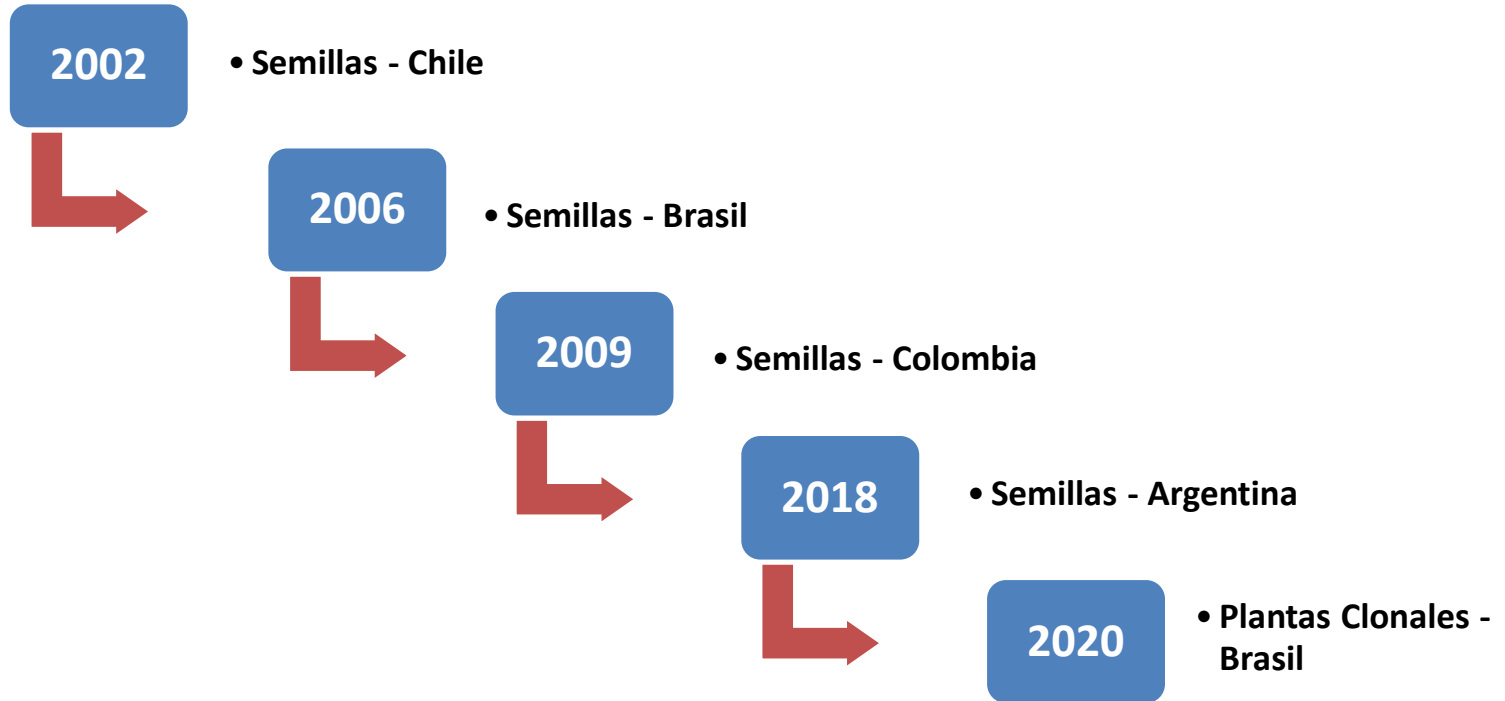 2002
• Semillas - Chile
2006
• Semillas - Brasil
2009
• Semillas - Colombia
2018
• Semillas - Argentina
2020
• Plantas Clonales -
Brasil